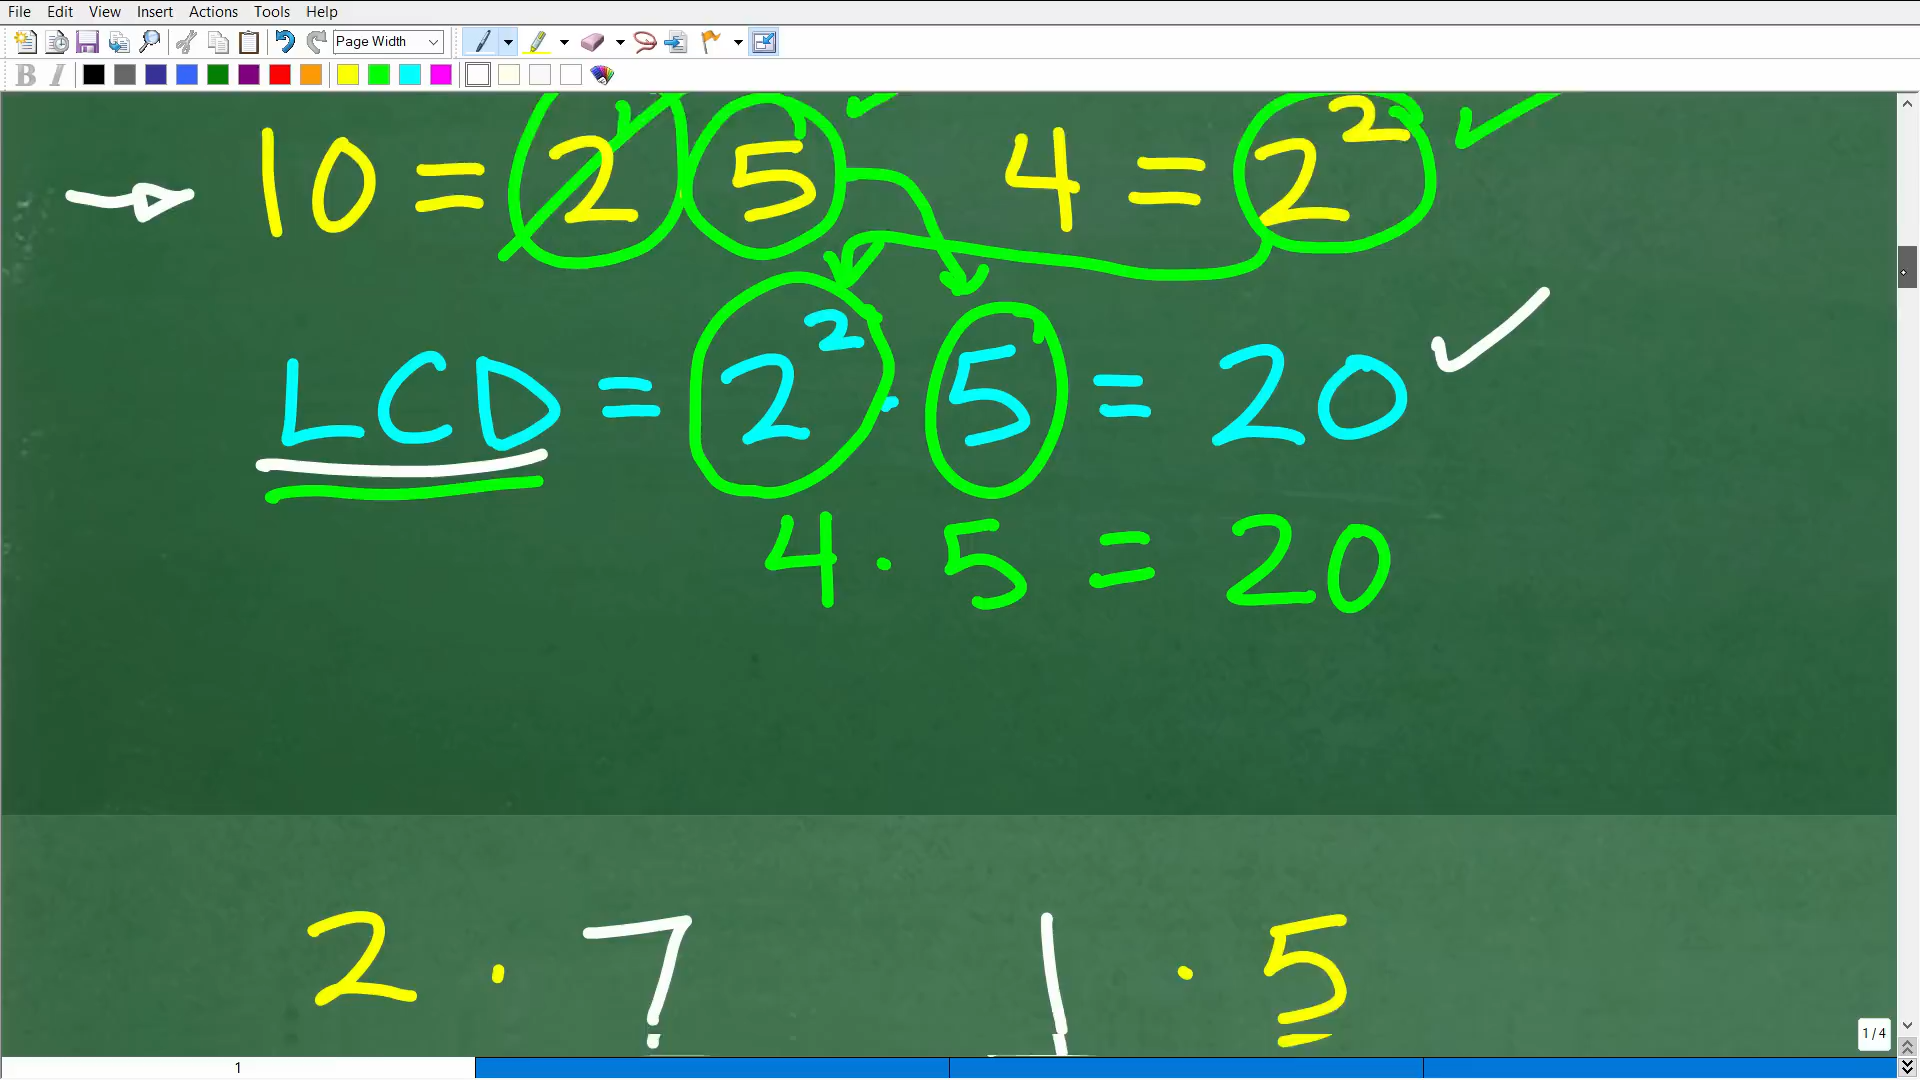 File Edit View Insert Actions Tools Help
Page Width
B I
10 = 2 5 4 = 2²
LCD = 2² · 5 = 20
4 · 5 = 20
2 · 7 1 · 5
1 / 4
1